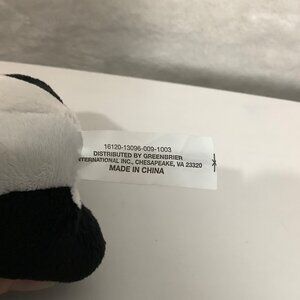 16120-13096-009-1003
DISTRIBUTED BY GREENBRIER
INTERNATIONAL INC., CHESAPEAKE, VA 23320
MADE IN CHINA